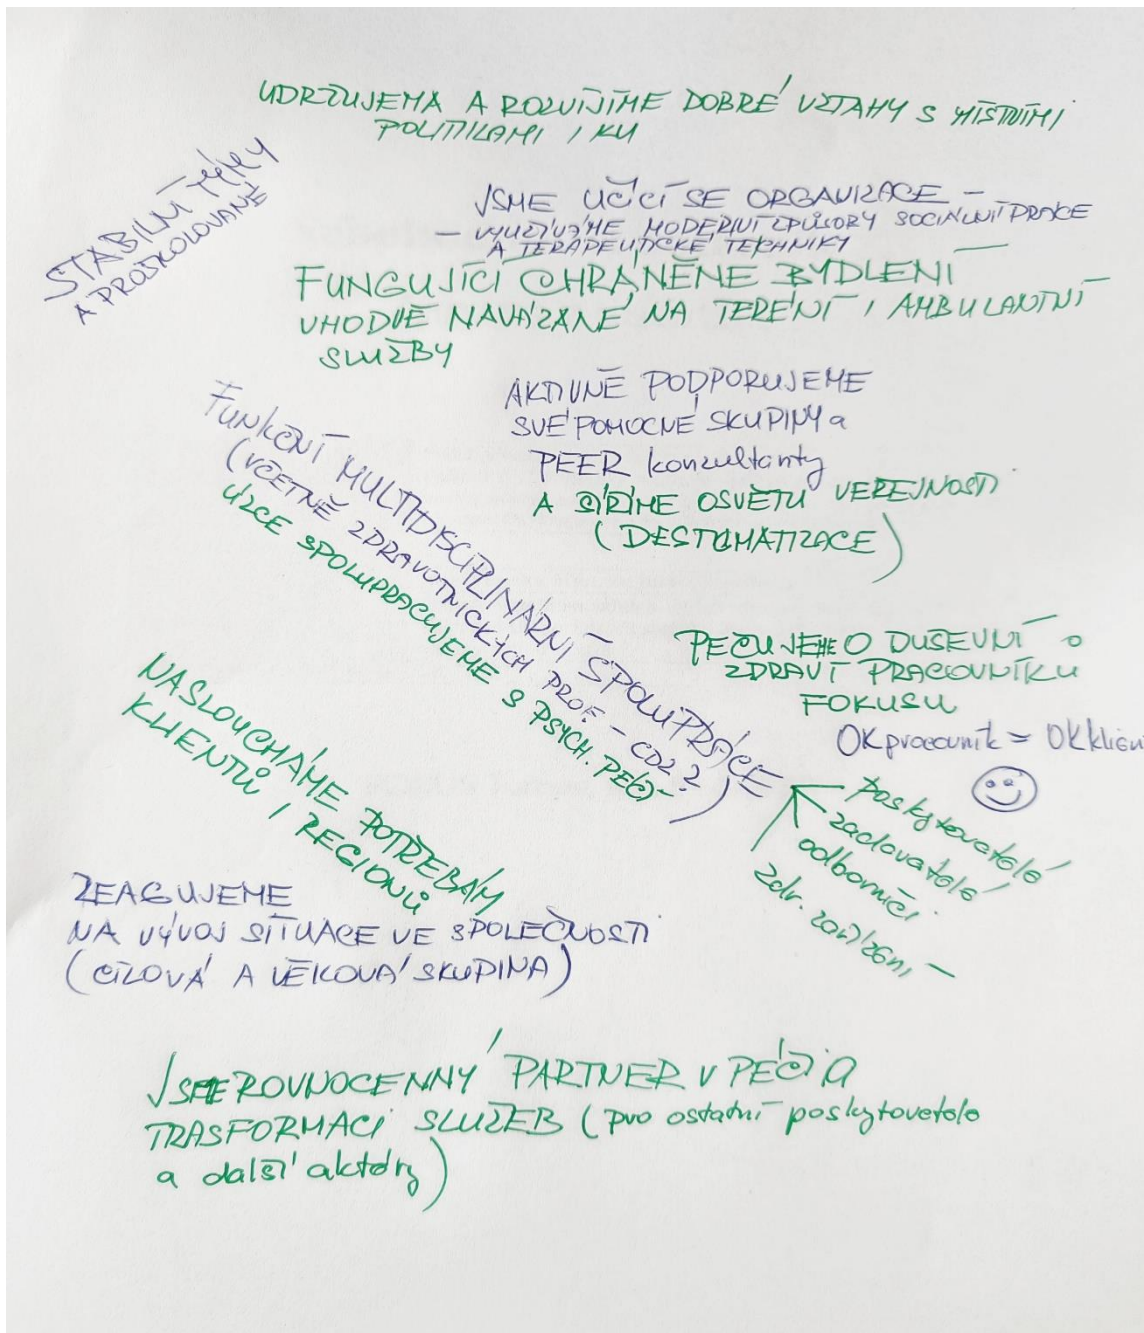 UDRŽUJEMA A ROZVÍJÍME DOBRÉ VZTAHY S MÍSTNÍMI
POLITIKAMI I KU
STABILNÍ TÝMY
A PROŠKOLOVANÉ
JSME UČÍCÍ SE ORGANIZACE –
– VYUŽÍVÁME MODERNÍ ZPŮSOBY SOCIÁLNÍ PRÁCE
A TERAPEUTICKÉ TECHNIKY
FUNGUJÍCÍ CHRÁNĚNÉ BYDLENÍ
VHODNĚ NAVÁZANÉ NA TERÉNÍ I AMBULANTNÍ
SLUŽBY
AKTIVNĚ PODPORUJEME
SVÉPOMOCNÉ SKUPINY a
PEER konzultanty
A ŠÍŘÍME OSVĚTU VEŘEJNOSTI
(DESTIGMATIZACE)
FUNKČNÍ MULTIDISCIPLINÁRNÍ SPOLUPRÁCE
(VČETNĚ ZDRAVOTNICKÝCH PROF. – CDZ?)
ÚZCE SPOLUPRACUJEME S PSYCH. PÉČÍ
PEČUJEME O DUŠEVNÍ
ZDRAVÍ PRACOVNÍKŮ
FOKUSU
OK pracovník = OK klient
poskytovatelé
zadavatelé
odborníci
zdr. zařízení –
NASLOUCHÁME POTŘEBÁM
KLIENTŮ I REGIONŮ
REAGUJEME
NA VÝVOJ SITUACE VE SPOLEČNOSTI
(CÍLOVÁ A VĚKOVÁ SKUPINA)
JSME ROVNOCENNÝ PARTNER V PÉČI A
TRASFORMACI SLUŽEB (pro ostatní poskytovatele
a další aktéry)